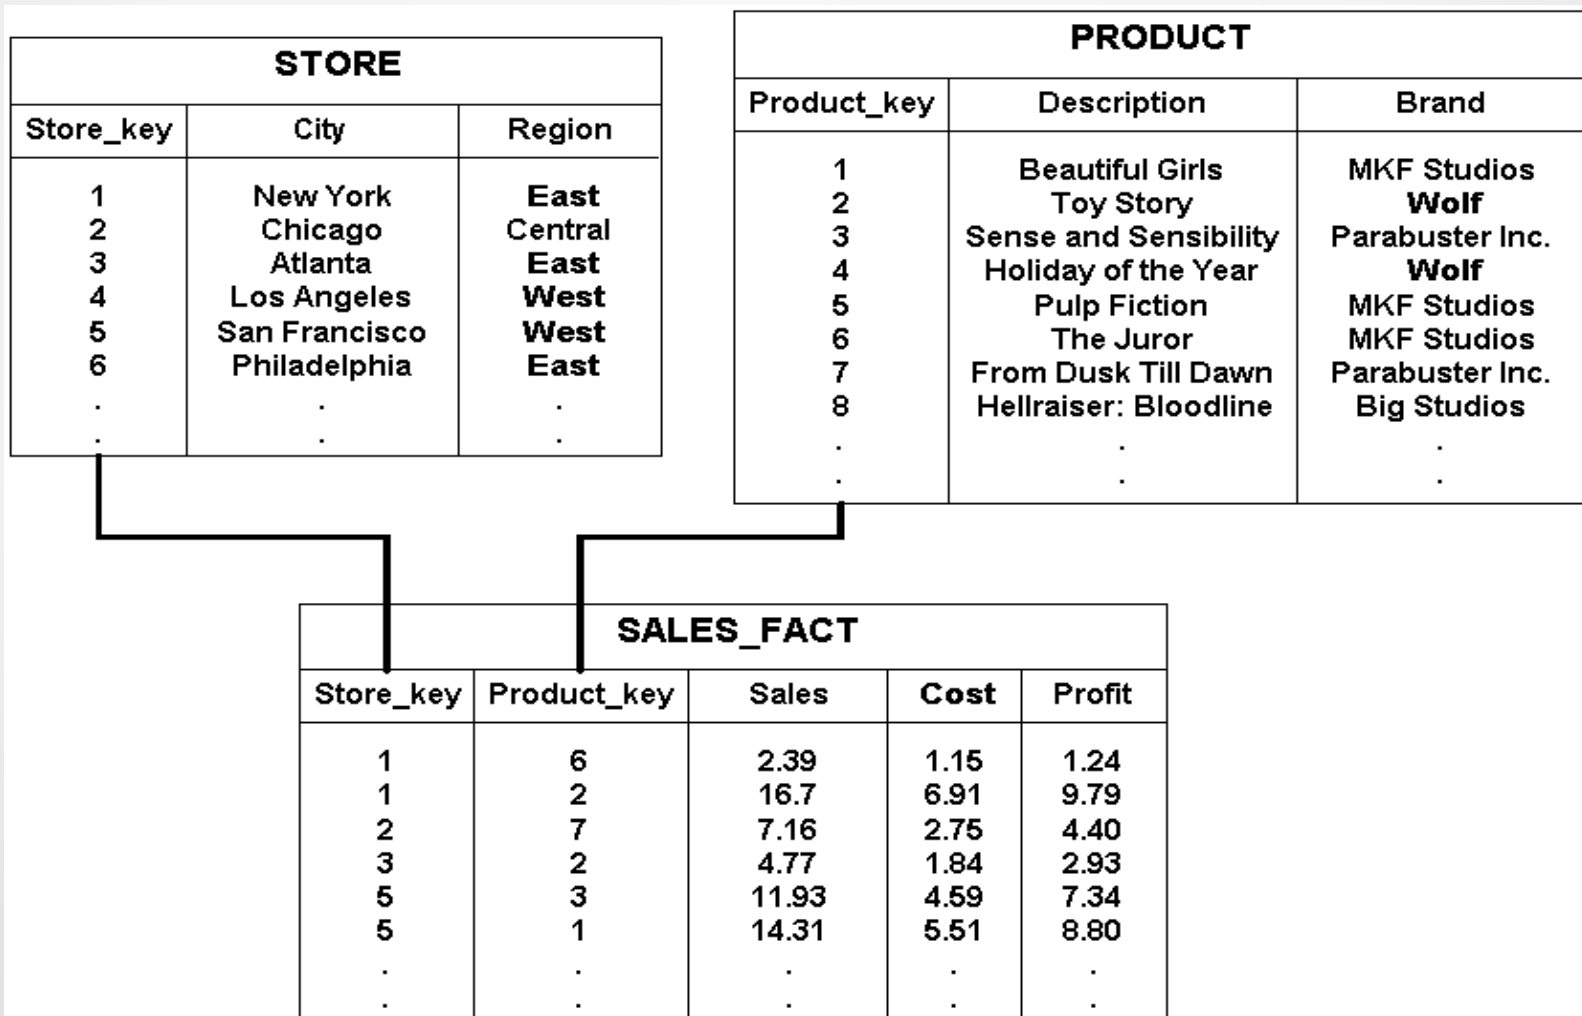 STORE
Store_key City Region
1 New York East
2 Chicago Central
3 Atlanta East
4 Los Angeles West
5 San Francisco West
6 Philadelphia East
. . .
. . .
PRODUCT
Product_key Description Brand
1 Beautiful Girls MKF Studios
2 Toy Story Wolf
3 Sense and Sensibility Parabuster Inc.
4 Holiday of the Year Wolf
5 Pulp Fiction MKF Studios
6 The Juror MKF Studios
7 From Dusk Till Dawn Parabuster Inc.
8 Hellraiser: Bloodline Big Studios
. . .
. . .
SALES_FACT
Store_key Product_key Sales Cost Profit
1 6 2.39 1.15 1.24
1 2 16.7 6.91 9.79
2 7 7.16 2.75 4.40
3 2 4.77 1.84 2.93
5 3 11.93 4.59 7.34
5 1 14.31 5.51 8.80
. . . . .
. . . . .